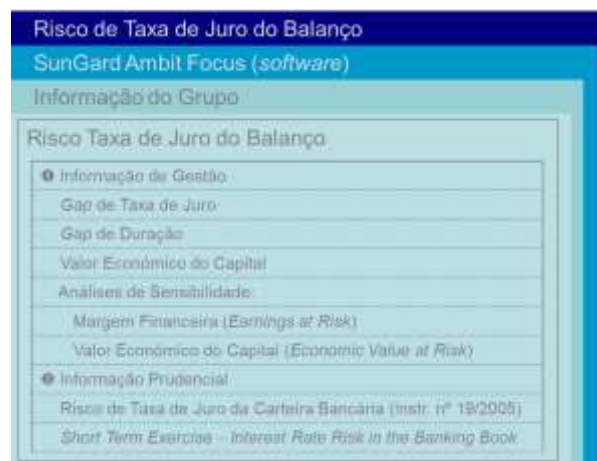 Risco de Taxa de Juro do Balanço
SunGard Ambit Focus (software)
Informação do Grupo
Risco Taxa de Juro do Balanço
Informação de Gestão
Gap de Taxa de Juro
Gap de Duração
Valor Económico do Capital
Análises de Sensibilidade:
Margem Financeira (Earnings at Risk)
Valor Económico do Capital (Economic Value at Risk)
Informação Prudencial
Risco de Taxa de Juro da Carteira Bancária (Instr. nº 19/2005)
Short Term Exercise – Interest Rate Risk in the Banking Book